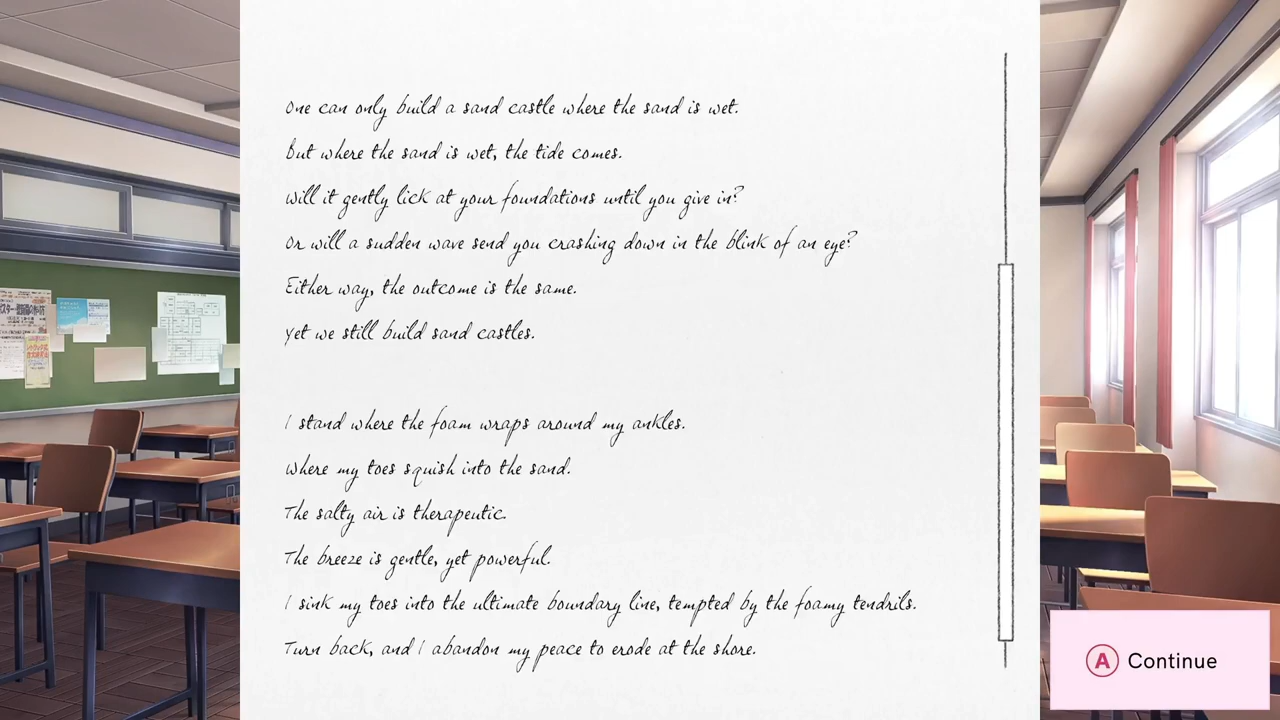 One can only build a sand castle where the sand is wet.
But where the sand is wet, the tide comes.
Will it gently lick at your foundations until you give in?
Or will a sudden wave send you crashing down in the blink of an eye?
Either way, the outcome is the same.
Yet we still build sand castles.
I stand where the foam wraps around my ankles.
Where my toes squish into the sand.
The salty air is therapeutic.
The breeze is gentle, yet powerful.
I sink my toes into the ultimate boundary line, tempted by the foamy tendrils.
Turn back, and I abandon my peace to erode at the shore.
A Continue